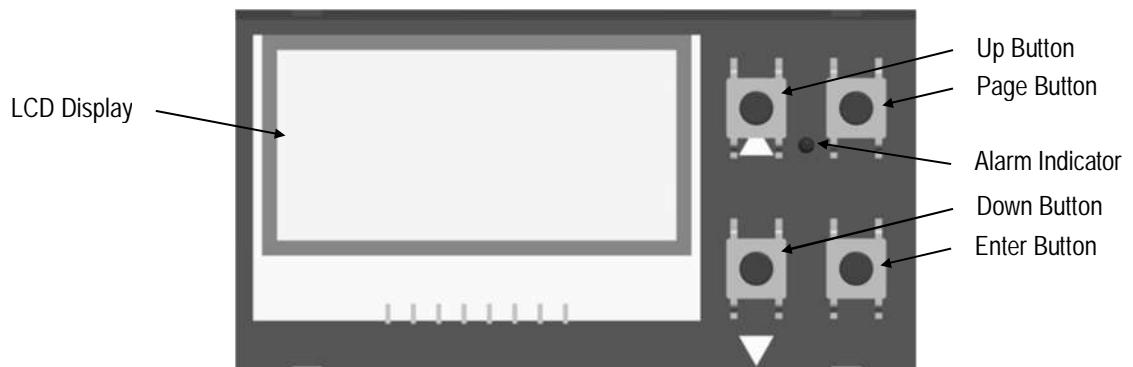 Up Button
Page Button
LCD Display
Alarm Indicator
Down Button
Enter Button